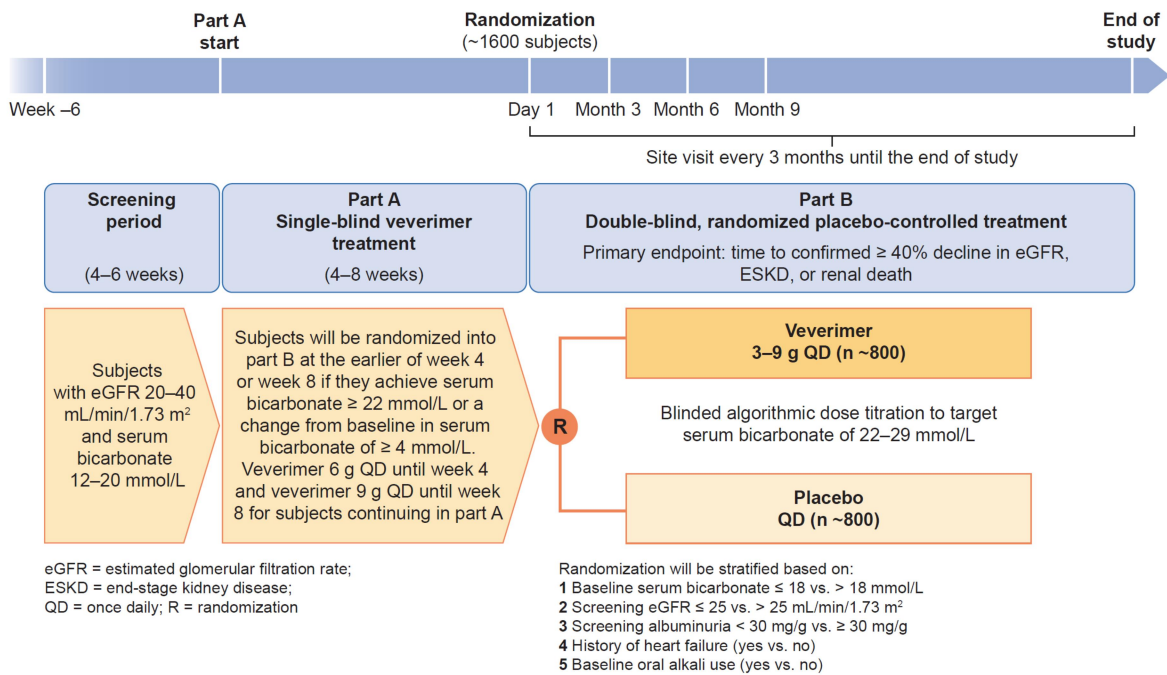 Part A
start
Randomization
(~1600 subjects)
End of
study
Week –6
Day 1
Month 3
Month 6
Month 9
Site visit every 3 months until the end of study
Screening
period
(4–6 weeks)
Part A
Single-blind veverimer
treatment
(4–8 weeks)
Part B
Double-blind, randomized placebo-controlled treatment
Primary endpoint: time to confirmed ≥ 40% decline in eGFR,
ESKD, or renal death
Subjects
with eGFR 20–40
mL/min/1.73 m²
and serum
bicarbonate
12–20 mmol/L
Subjects will be randomized into
part B at the earlier of week 4
or week 8 if they achieve serum
bicarbonate ≥ 22 mmol/L or a
change from baseline in serum
bicarbonate of ≥ 4 mmol/L.
Veverimer 6 g QD until week 4
and veverimer 9 g QD until week
8 for subjects continuing in part A
R
Veverimer
3–9 g QD (n ~800)
Blinded algorithmic dose titration to target
serum bicarbonate of 22–29 mmol/L
Placebo
QD (n ~800)
eGFR = estimated glomerular filtration rate;
ESKD = end-stage kidney disease;
QD = once daily; R = randomization
Randomization will be stratified based on:
1 Baseline serum bicarbonate ≤ 18 vs. > 18 mmol/L
2 Screening eGFR ≤ 25 vs. > 25 mL/min/1.73 m²
3 Screening albuminuria < 30 mg/g vs. ≥ 30 mg/g
4 History of heart failure (yes vs. no)
5 Baseline oral alkali use (yes vs. no)